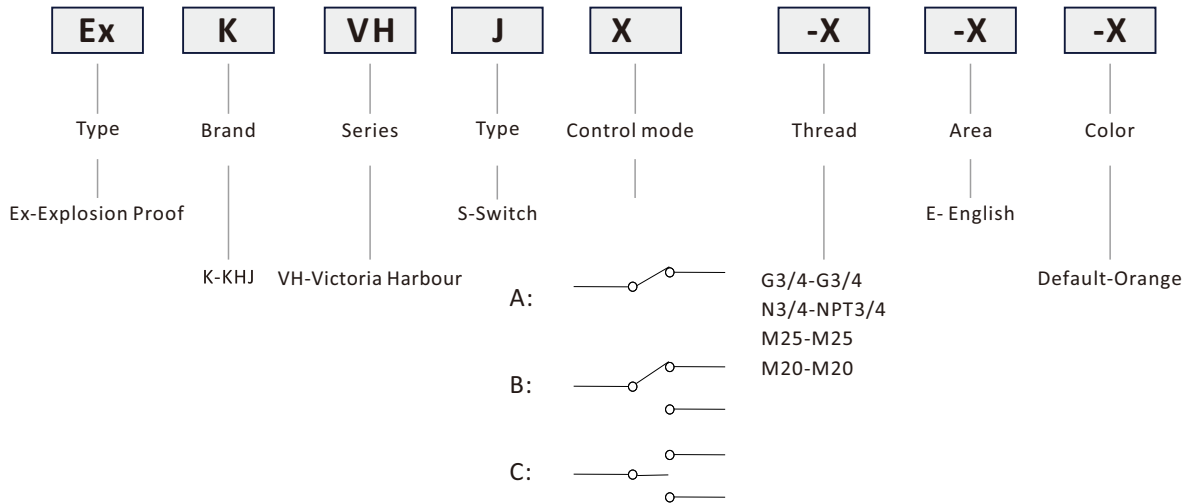 Ex K VH J X -X -X -X
Type Brand Series Type Control mode Thread Area Color
Ex-Explosion Proof S-Switch E- English
K-KHJ VH-Victoria Harbour G3/4-G3/4 Default-Orange
A:
N3/4-NPT3/4
M25-M25
M20-M20
B:
C: